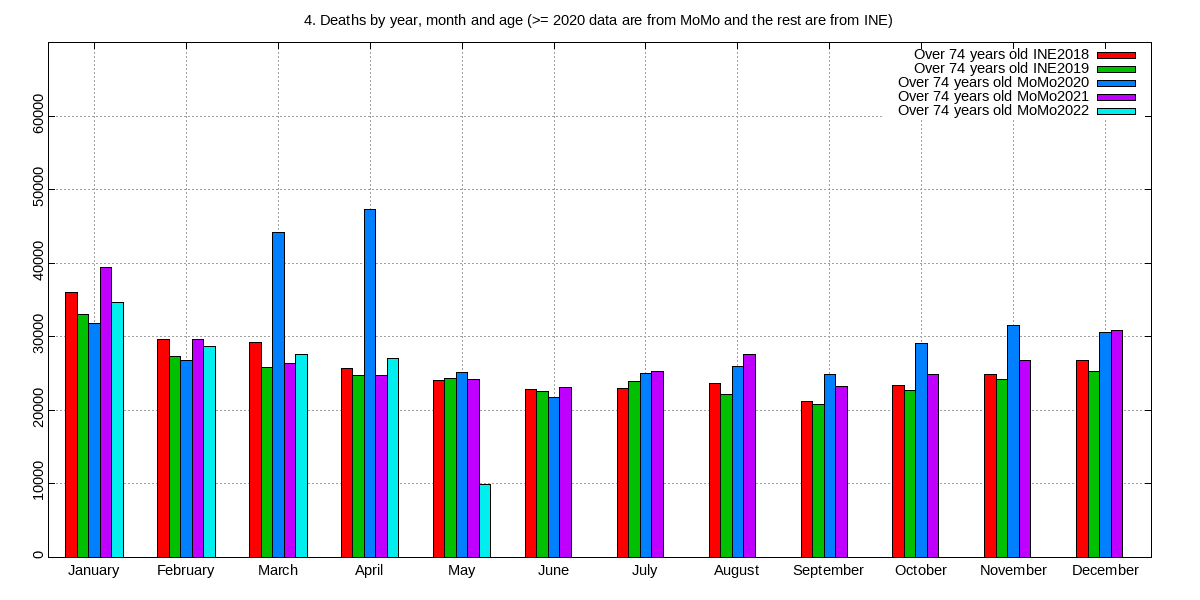 4. Deaths by year, month and age (>= 2020 data are from MoMo and the rest are from INE)
Over 74 years old INE2018
Over 74 years old INE2019
Over 74 years old MoMo2020
Over 74 years old MoMo2021
Over 74 years old MoMo2022
60000
50000
40000
30000
20000
10000
0
January February March April May June July August September October November December